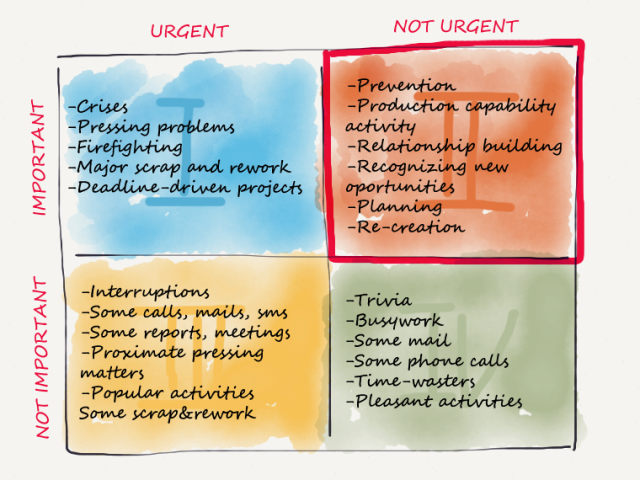 URGENT
NOT URGENT
IMPORTANT
I
-Crises
-Pressing problems
-Firefighting
-Major scrap and rework
-Deadline-driven projects
II
-Prevention
-Production capability
activity
-Relationship building
-Recognizing new
oportunities
-Planning
-Re-creation
NOT IMPORTANT
III
-Interruptions
-Some calls, mails, sms
-Some reports, meetings
-Proximate pressing
matters
-Popular activities
Some scrap&rework
IV
-Trivia
-Busywork
-Some mail
-Some phone calls
-Time-wasters
-Pleasant activities